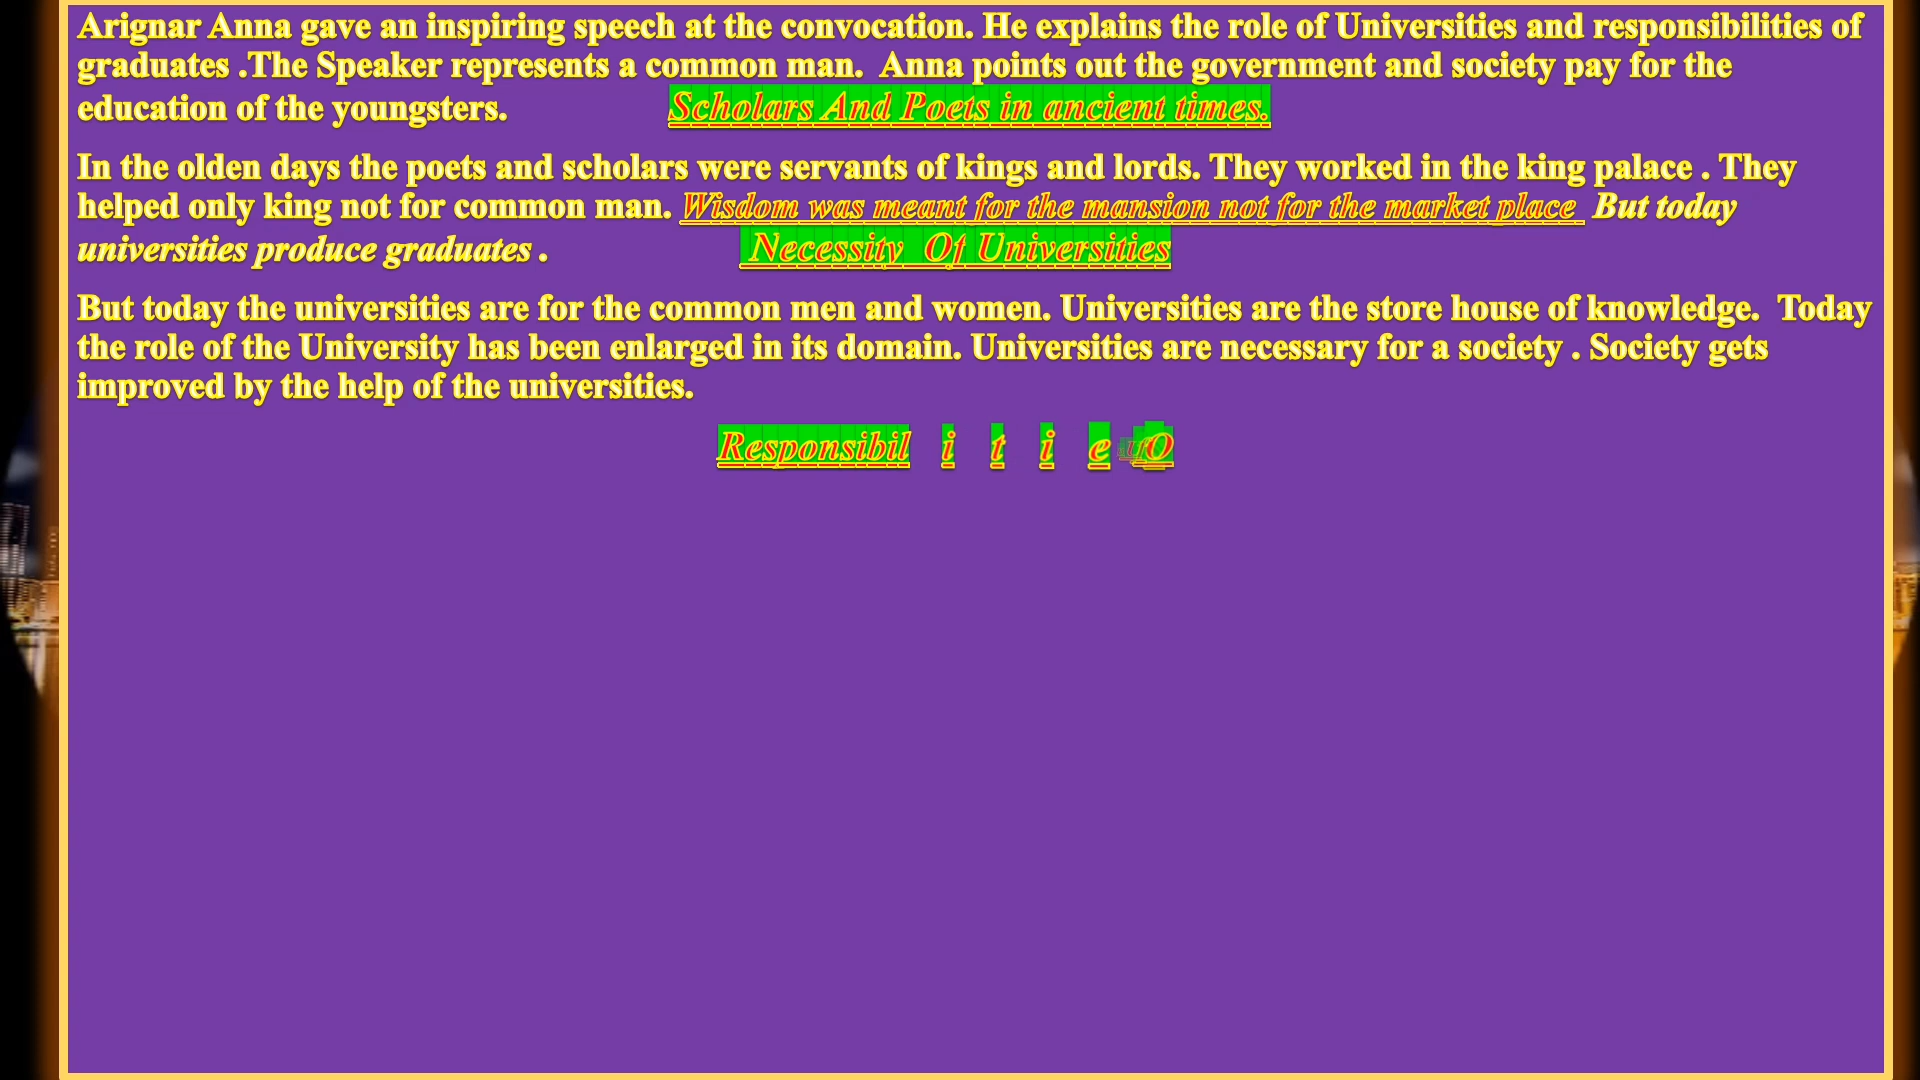 Arignar Anna gave an inspiring speech at the convocation. He explains the role of Universities and responsibilities of
graduates .The Speaker represents a common man.  Anna points out the government and society pay for the
education of the youngsters. Scholars And Poets in ancient times.
In the olden days the poets and scholars were servants of kings and lords. They worked in the king palace . They
helped only king not for common man. Wisdom was meant for the mansion not for the market place But today
universities produce graduates . Necessity Of Universities
But today the universities are for the common men and women. Universities are the store house of knowledge.  Today
the role of the University has been enlarged in its domain. Universities are necessary for a society . Society gets
improved by the help of the universities.
Responsibil i t i e